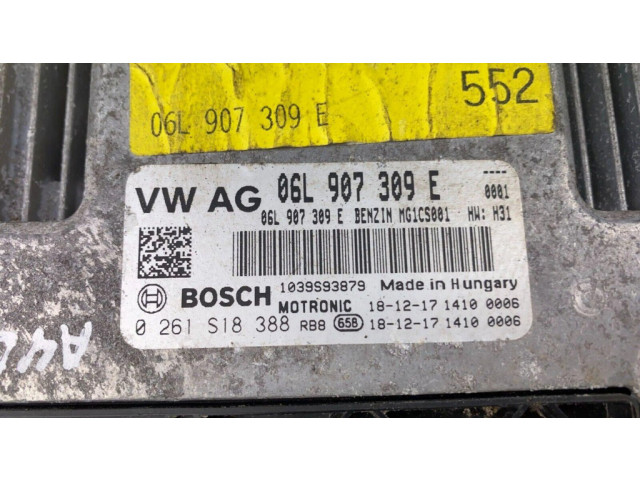 552
06L 907 309 E
VW AG 06L 907 309 E
----
0001
06L 907 309 E BENZIN MG1CS001 HW: H31
1039S93879 Made in Hungary
BOSCH MOTRONIC 18-12-17 1410 0006
0 261 S18 388 RB8 658 18-12-17 1410 0006